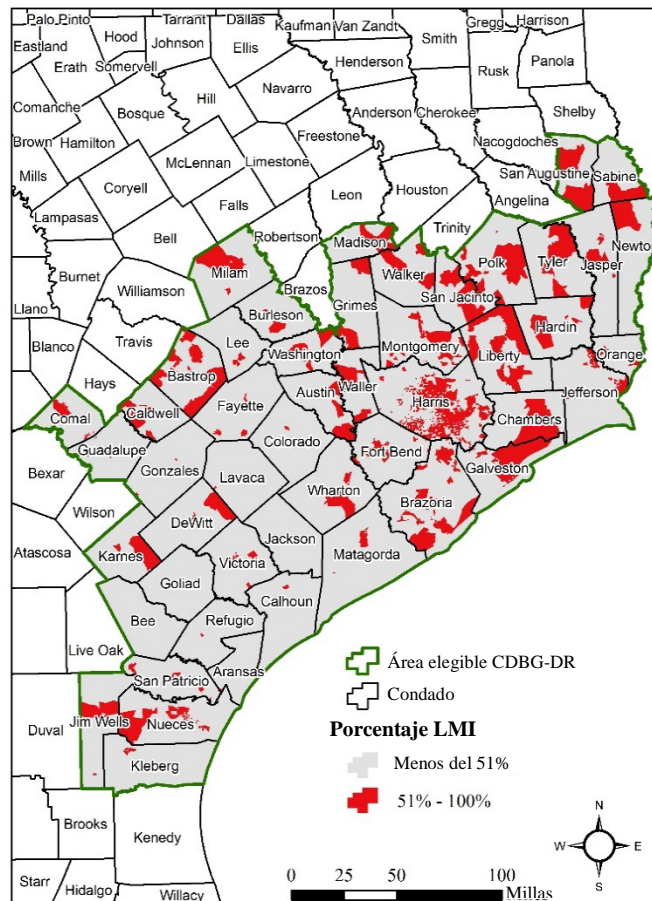 Palo Pinto
Tarrant
Dallas
Kaufman
Van Zandt
Gregg
Harrison
Hood
Johnson
Ellis
Smith
Panola
Eastland
Erath
Somervell
Henderson
Rusk
Comanche
Bosque
Hill
Navarro
Anderson
Cherokee
Shelby
Brown
Hamilton
Freestone
Nacogdoches
Mills
McLennan
Limestone
San Augustine
Sabine
Coryell
Leon
Houston
Angelina
Lampasas
Falls
Trinity
Bell
Robertson
Madison
Newton
Burnet
Milam
Walker
Polk
Tyler
Jasper
Williamson
Brazos
Grimes
San Jacinto
Llano
Burleson
Hardin
Travis
Lee
Washington
Montgomery
Liberty
Blanco
Bastrop
Orange
Hays
Austin
Waller
Harris
Jefferson
Comal
Caldwell
Fayette
Chambers
Guadalupe
Colorado
Fort Bend
Bexar
Gonzales
Lavaca
Galveston
Wharton
Wilson
DeWitt
Brazoria
Atascosa
Karnes
Jackson
Victoria
Matagorda
Goliad
Calhoun
Bee
Refugio
Live Oak
Aransas
San Patricio
Duval
Jim Wells
Nueces
Kleberg
Brooks
Kenedy
Starr
Hidalgo
Willacy
Área elegible CDBG-DR
Condado
Porcentaje LMI
Menos del 51%
51% - 100%
N
W
E
S
0 25 50 100
Millas